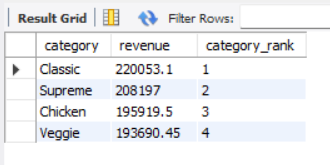 Result Grid Filter Rows:
category revenue category_rank
Classic 220053.1 1
Supreme 208197 2
Chicken 195919.5 3
Veggie 193690.45 4